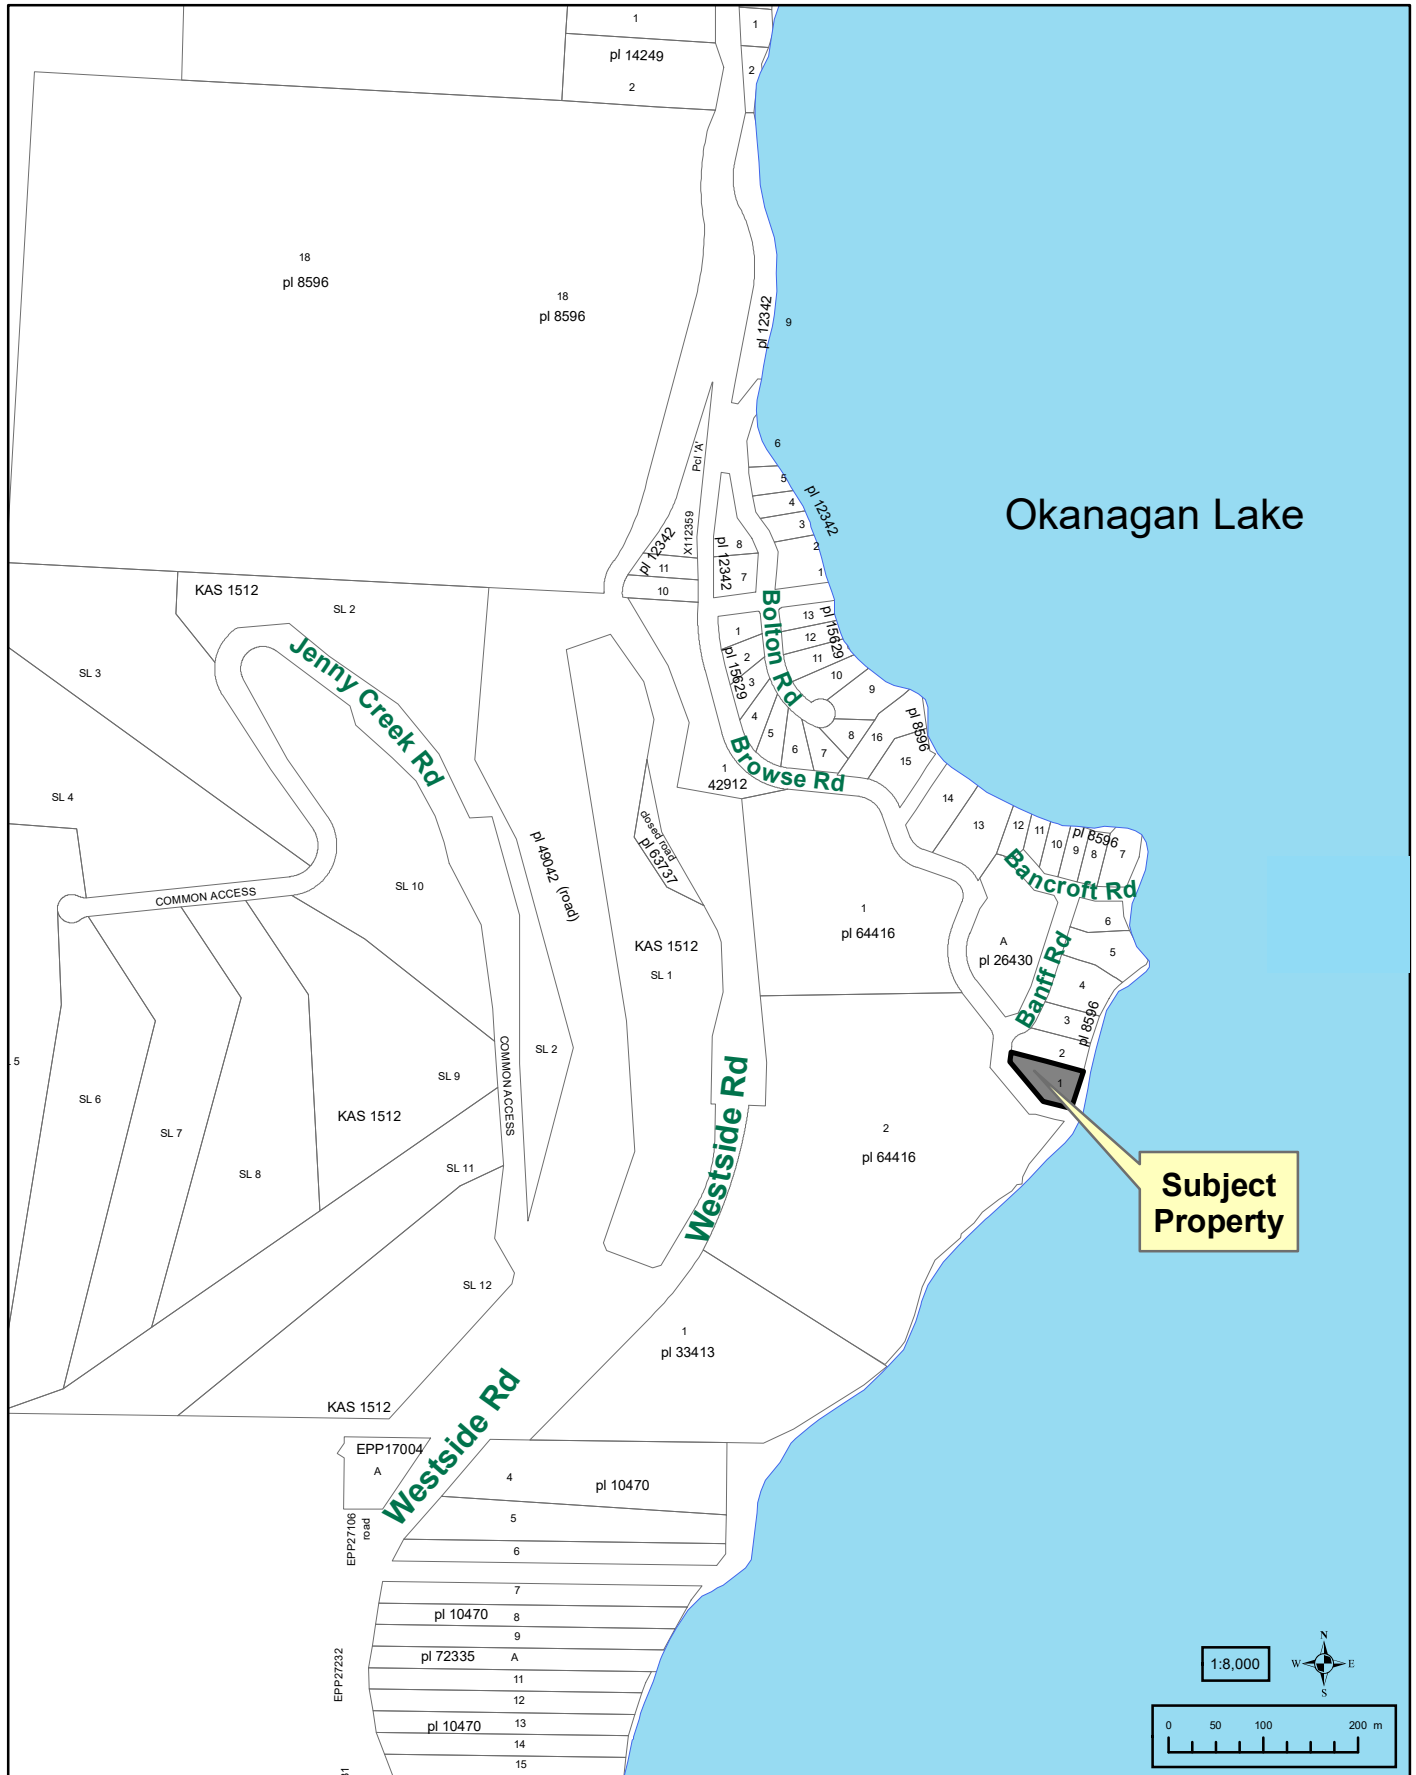 1
pl 14249
2
1
2
18
pl 8596
18
pl 8596
pl 12342
9
Pcl 'A'
6
5
4
3
2
1
pl 12342
Okanagan Lake
X112359
pl 12342
11
10
pl 12342
8
7
KAS 1512
SL 2
SL 3
SL 4
Jenny Creek Rd
Bolton Rd
13
12
11
10
9
pl 15629
1
2
3
4
5
6
7
8
pl 15629
16
15
pl 8596
Browse Rd
1
42912
14
13
12
11
10
9
8
7
pl 8596
Bancroft Rd
closed road
pl 63737
pl 49042 (road)
SL 10
COMMON ACCESS
KAS 1512
SL 1
1
pl 64416
A
pl 26430
Banff Rd
6
5
4
3
2
1
pl 8596
5
SL 6
SL 7
SL 8
SL 9
KAS 1512
COMMON ACCESS
SL 2
SL 11
SL 12
Westside Rd
2
pl 64416
Subject
Property
1
pl 33413
KAS 1512
Westside Rd
EPP17004
A
EPP27106
road
4
pl 10470
5
6
7
pl 10470
8
9
pl 72335
A
11
12
pl 10470
13
14
15
EPP27232
1:8,000
N
W
E
S
0 50 100 200 m